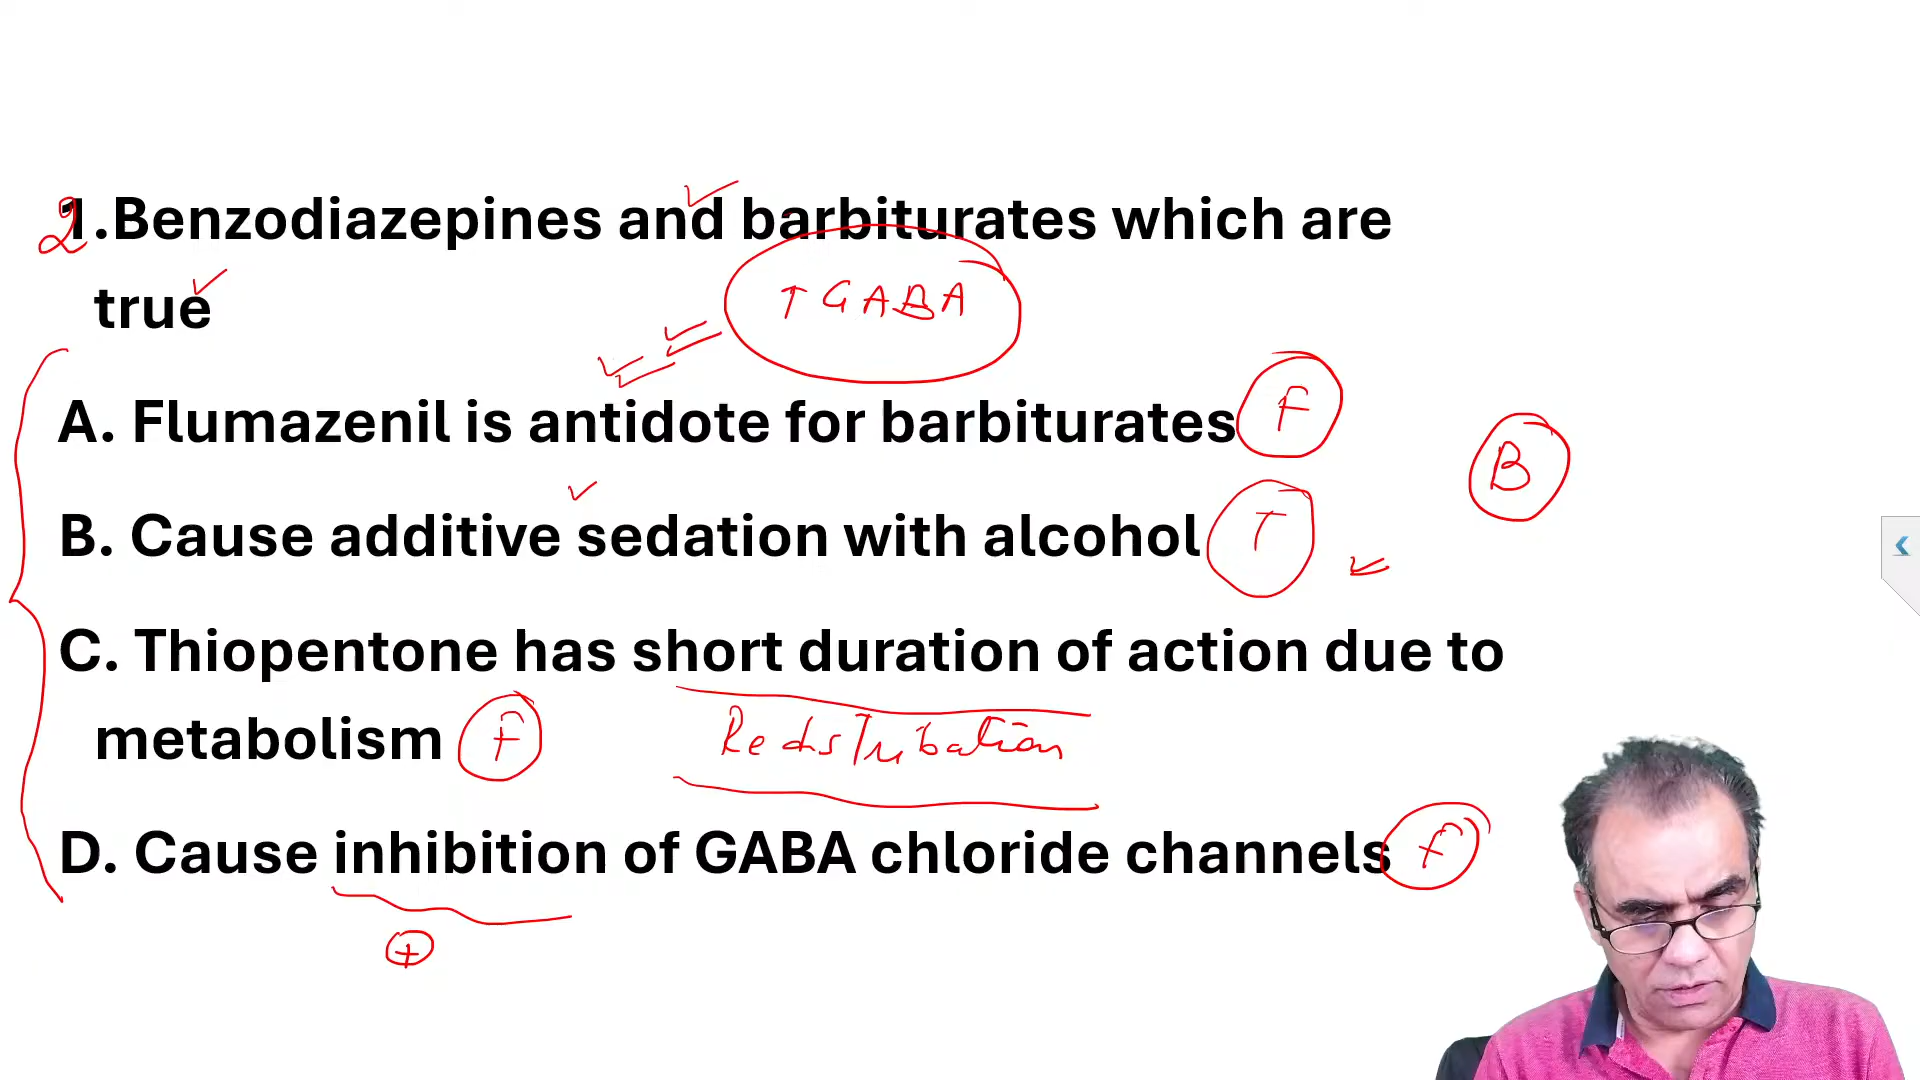 2
1.Benzodiazepines and barbiturates which are
true
↑ GABA
A. Flumazenil is antidote for barbiturates F
B
B. Cause additive sedation with alcohol T
C. Thiopentone has short duration of action due to
metabolism F
Redistribution
D. Cause inhibition of GABA chloride channels F
+